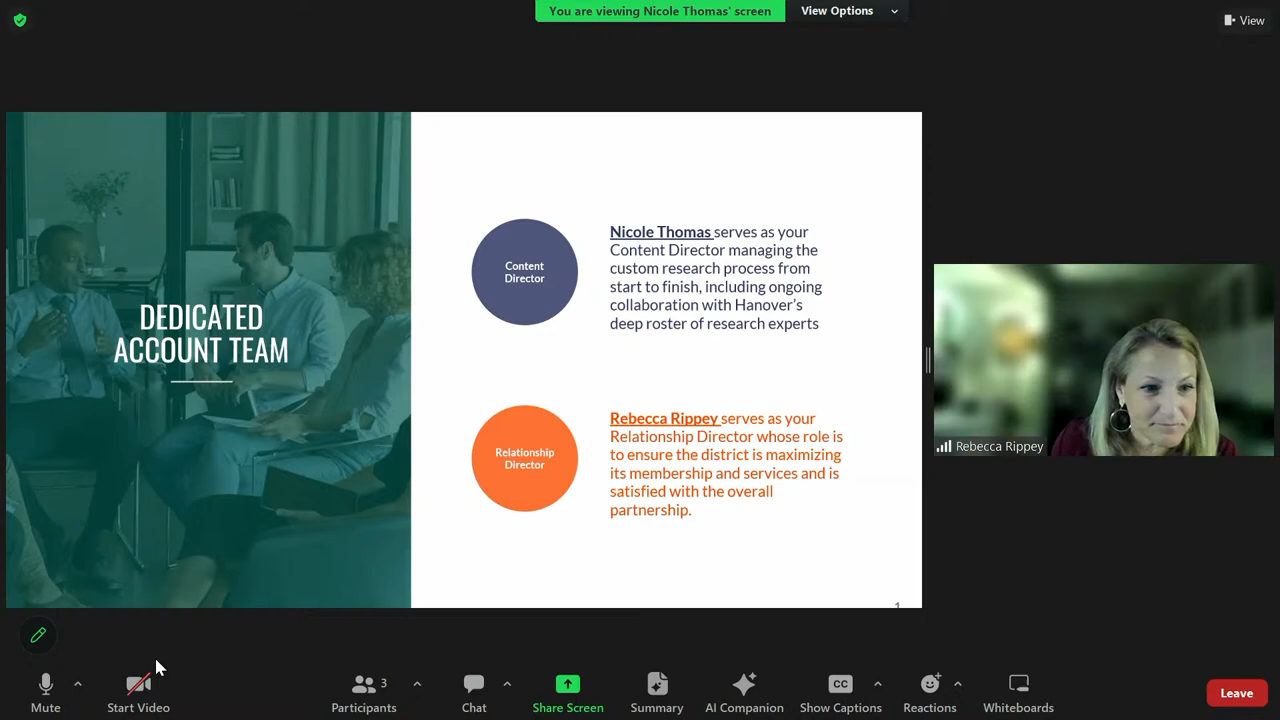 You are viewing Nicole Thomas' screen
View Options
View
DEDICATED
ACCOUNT TEAM
Content
Director
Nicole Thomas serves as your
Content Director managing the
custom research process from
start to finish, including ongoing
collaboration with Hanover's
deep roster of research experts
Relationship
Director
Rebecca Rippey serves as your
Relationship Director whose role is
to ensure the district is maximizing
its membership and services and is
satisfied with the overall
partnership.
1
Rebecca Rippey
Mute
Start Video
Participants
3
Chat
Share Screen
Summary
AI Companion
CC
Show Captions
Reactions
Whiteboards
Leave